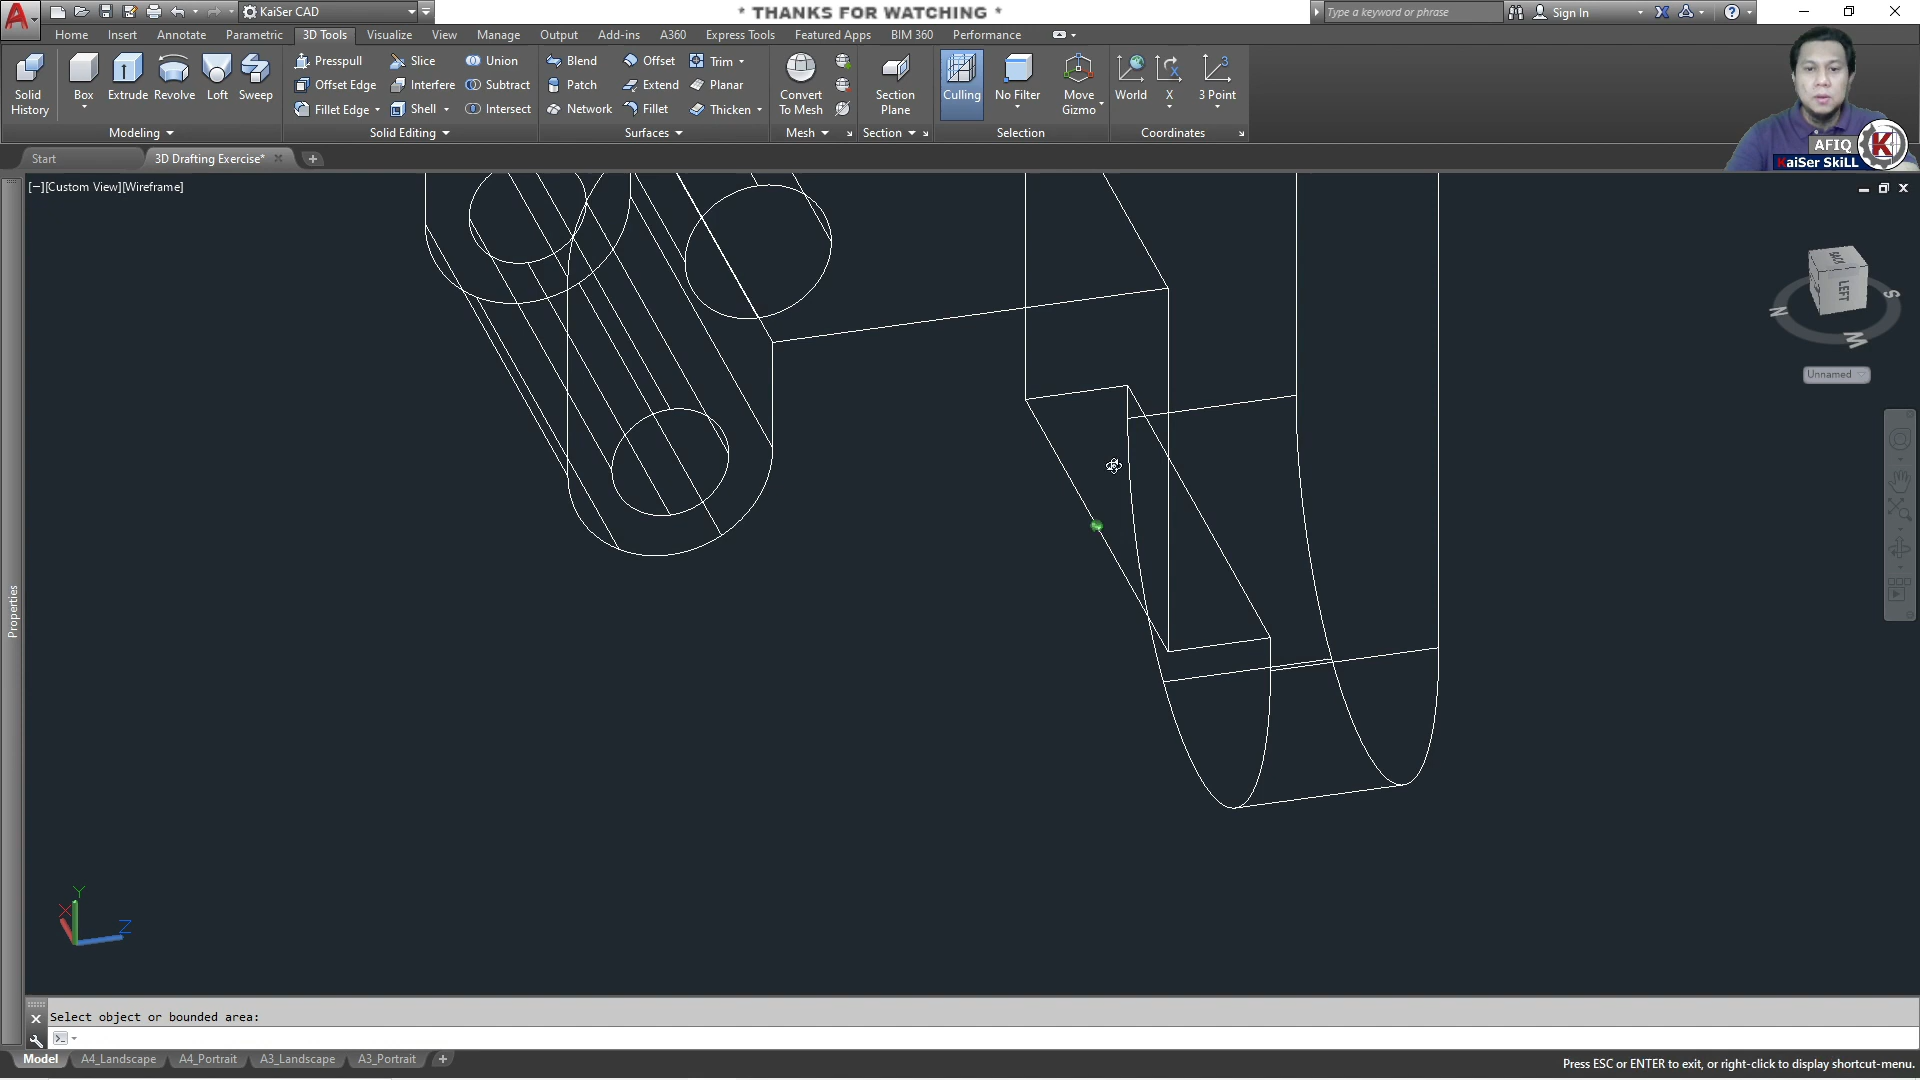 KaiSer CAD
* THANKS FOR WATCHING *
Type a keyword or phrase
Sign In
Home Insert Annotate Parametric 3D Tools Visualize View Manage Output Add-ins A360 Express Tools Featured Apps BIM 360 Performance
Solid History
Box
Extrude
Revolve
Loft
Sweep
Modeling
Presspull
Offset Edge
Fillet Edge
Slice
Interfere
Shell
Union
Subtract
Intersect
Solid Editing
Blend
Patch
Network
Offset
Extend
Fillet
Trim
Planar
Thicken
Surfaces
Convert To Mesh
Mesh
Section Plane
Section
Culling
No Filter
Move Gizmo
Selection
World
X
3 Point
Coordinates
AFIQ
KaiSer SkiLL
K
Start
3D Drafting Exercise*
[−][Custom View][Wireframe]
BACK
LEFT
N
S
W
Unnamed
Properties
Y
X
Z
Select object or bounded area:
Model A4_Landscape A4_Portrait A3_Landscape A3_Portrait
Press ESC or ENTER to exit, or right-click to display shortcut-menu.